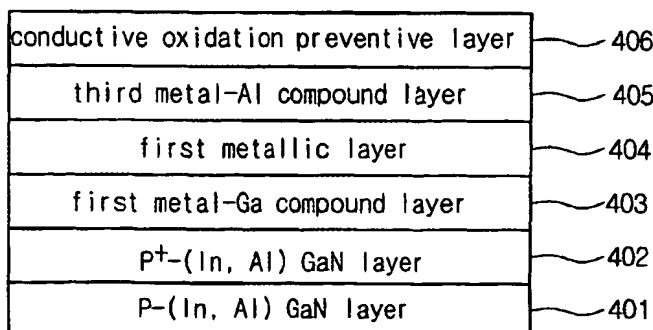 conductive oxidation preventive layer 406
third metal-Al compound layer 405
first metallic layer 404
first metal-Ga compound layer 403
P+-(In, Al) GaN layer 402
P-(In, Al) GaN layer 401